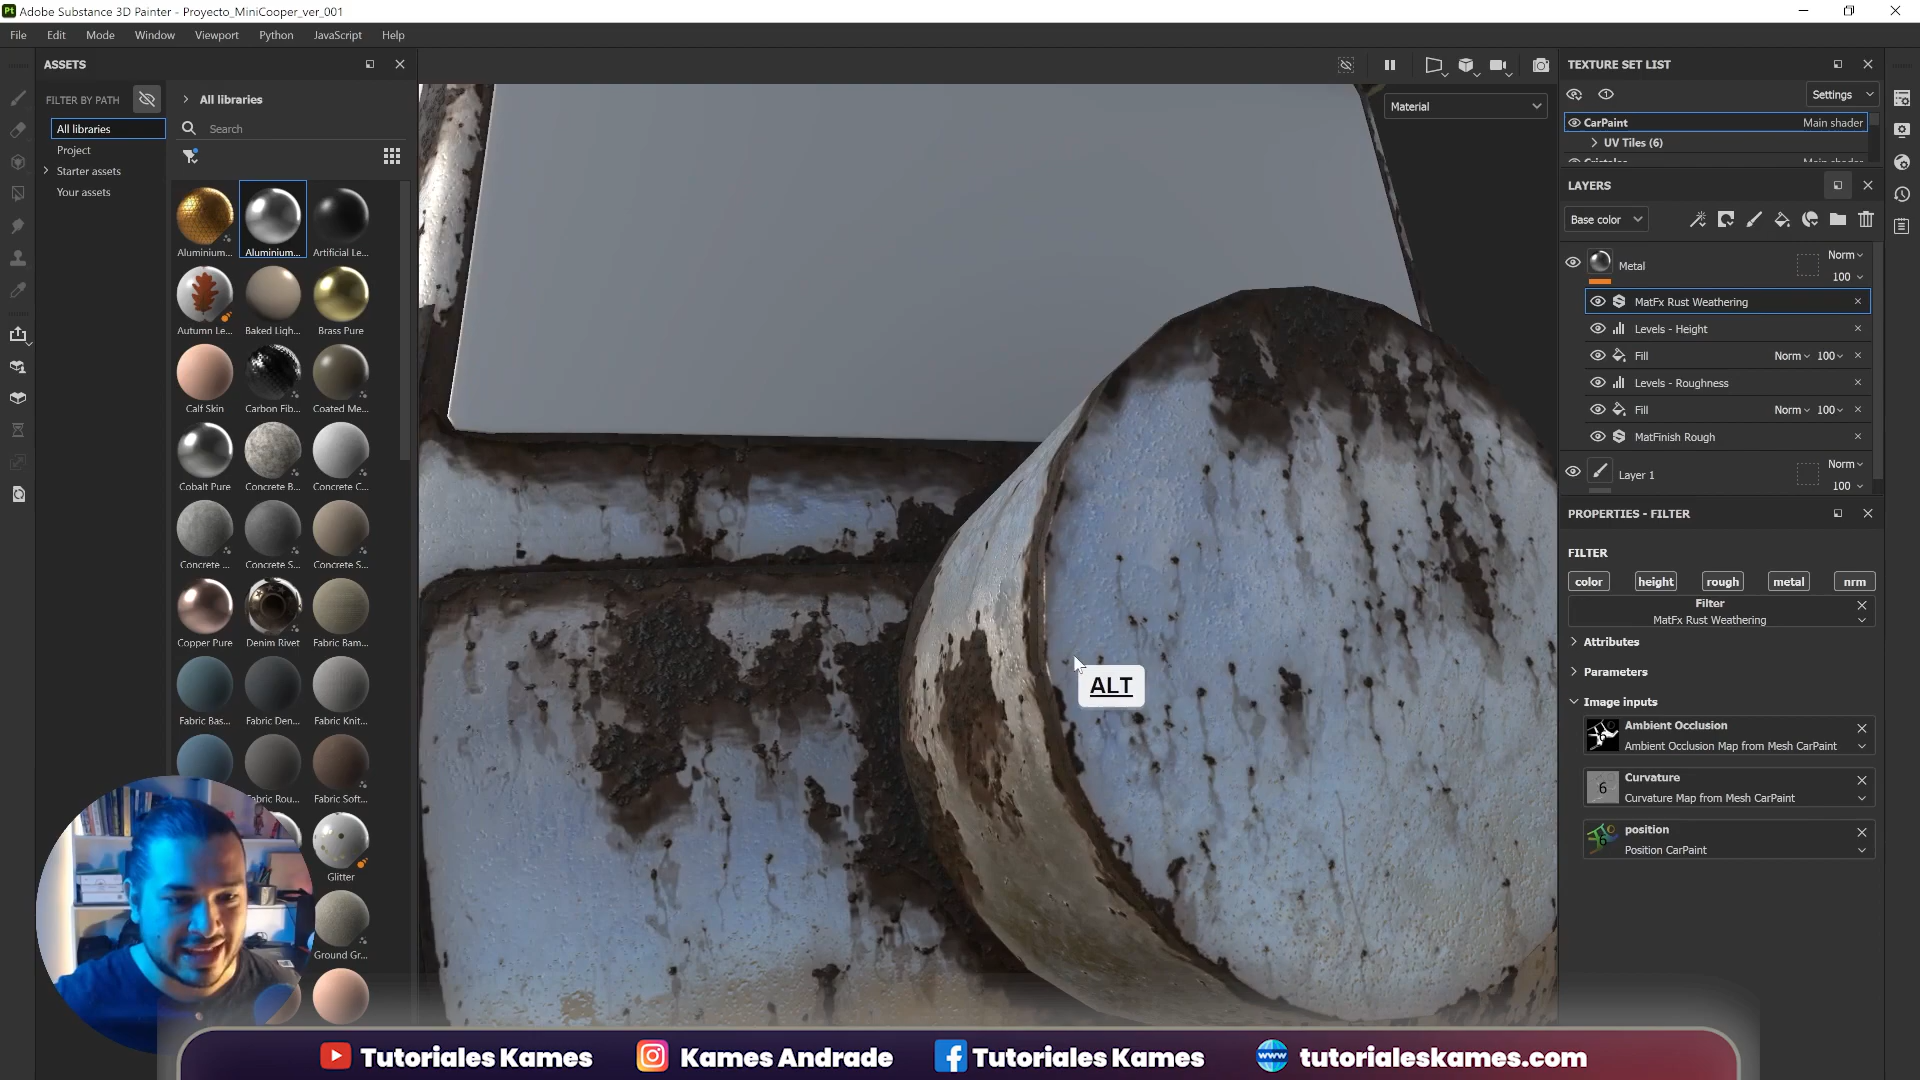 Pt Adobe Substance 3D Painter - Proyecto_MiniCooper_ver_001
File Edit Mode Window Viewport Python JavaScript Help
ASSETS
FILTER BY PATH
All libraries
Project
Starter assets
Your assets
All libraries
Search
Aluminium... Aluminium... Artificial Le...
Autumn Le... Baked Ligh... Brass Pure
Calf Skin Carbon Fib... Coated Me...
Cobalt Pure Concrete B... Concrete C...
Concrete ... Concrete S... Concrete S...
Copper Pure Denim Rivet Fabric Bam...
Fabric Bas... Fabric Den... Fabric Knit...
Fabric Rou... Fabric Soft...
Glitter
Ground Gr...
Material
ALT
TEXTURE SET LIST
Settings
CarPaint Main shader
UV Tiles (6)
LAYERS
Base color
Metal Norm 100
MatFx Rust Weathering
Levels - Height
Fill Norm 100
Levels - Roughness
Fill Norm 100
MatFinish Rough
Layer 1 Norm 100
PROPERTIES - FILTER
FILTER
color height rough metal nrm
Filter
MatFx Rust Weathering
Attributes
Parameters
Image inputs
Ambient Occlusion
Ambient Occlusion Map from Mesh CarPaint
6
Curvature
Curvature Map from Mesh CarPaint
position
Position CarPaint
Tutoriales Kames Kames Andrade Tutoriales Kames www tutorialeskames.com